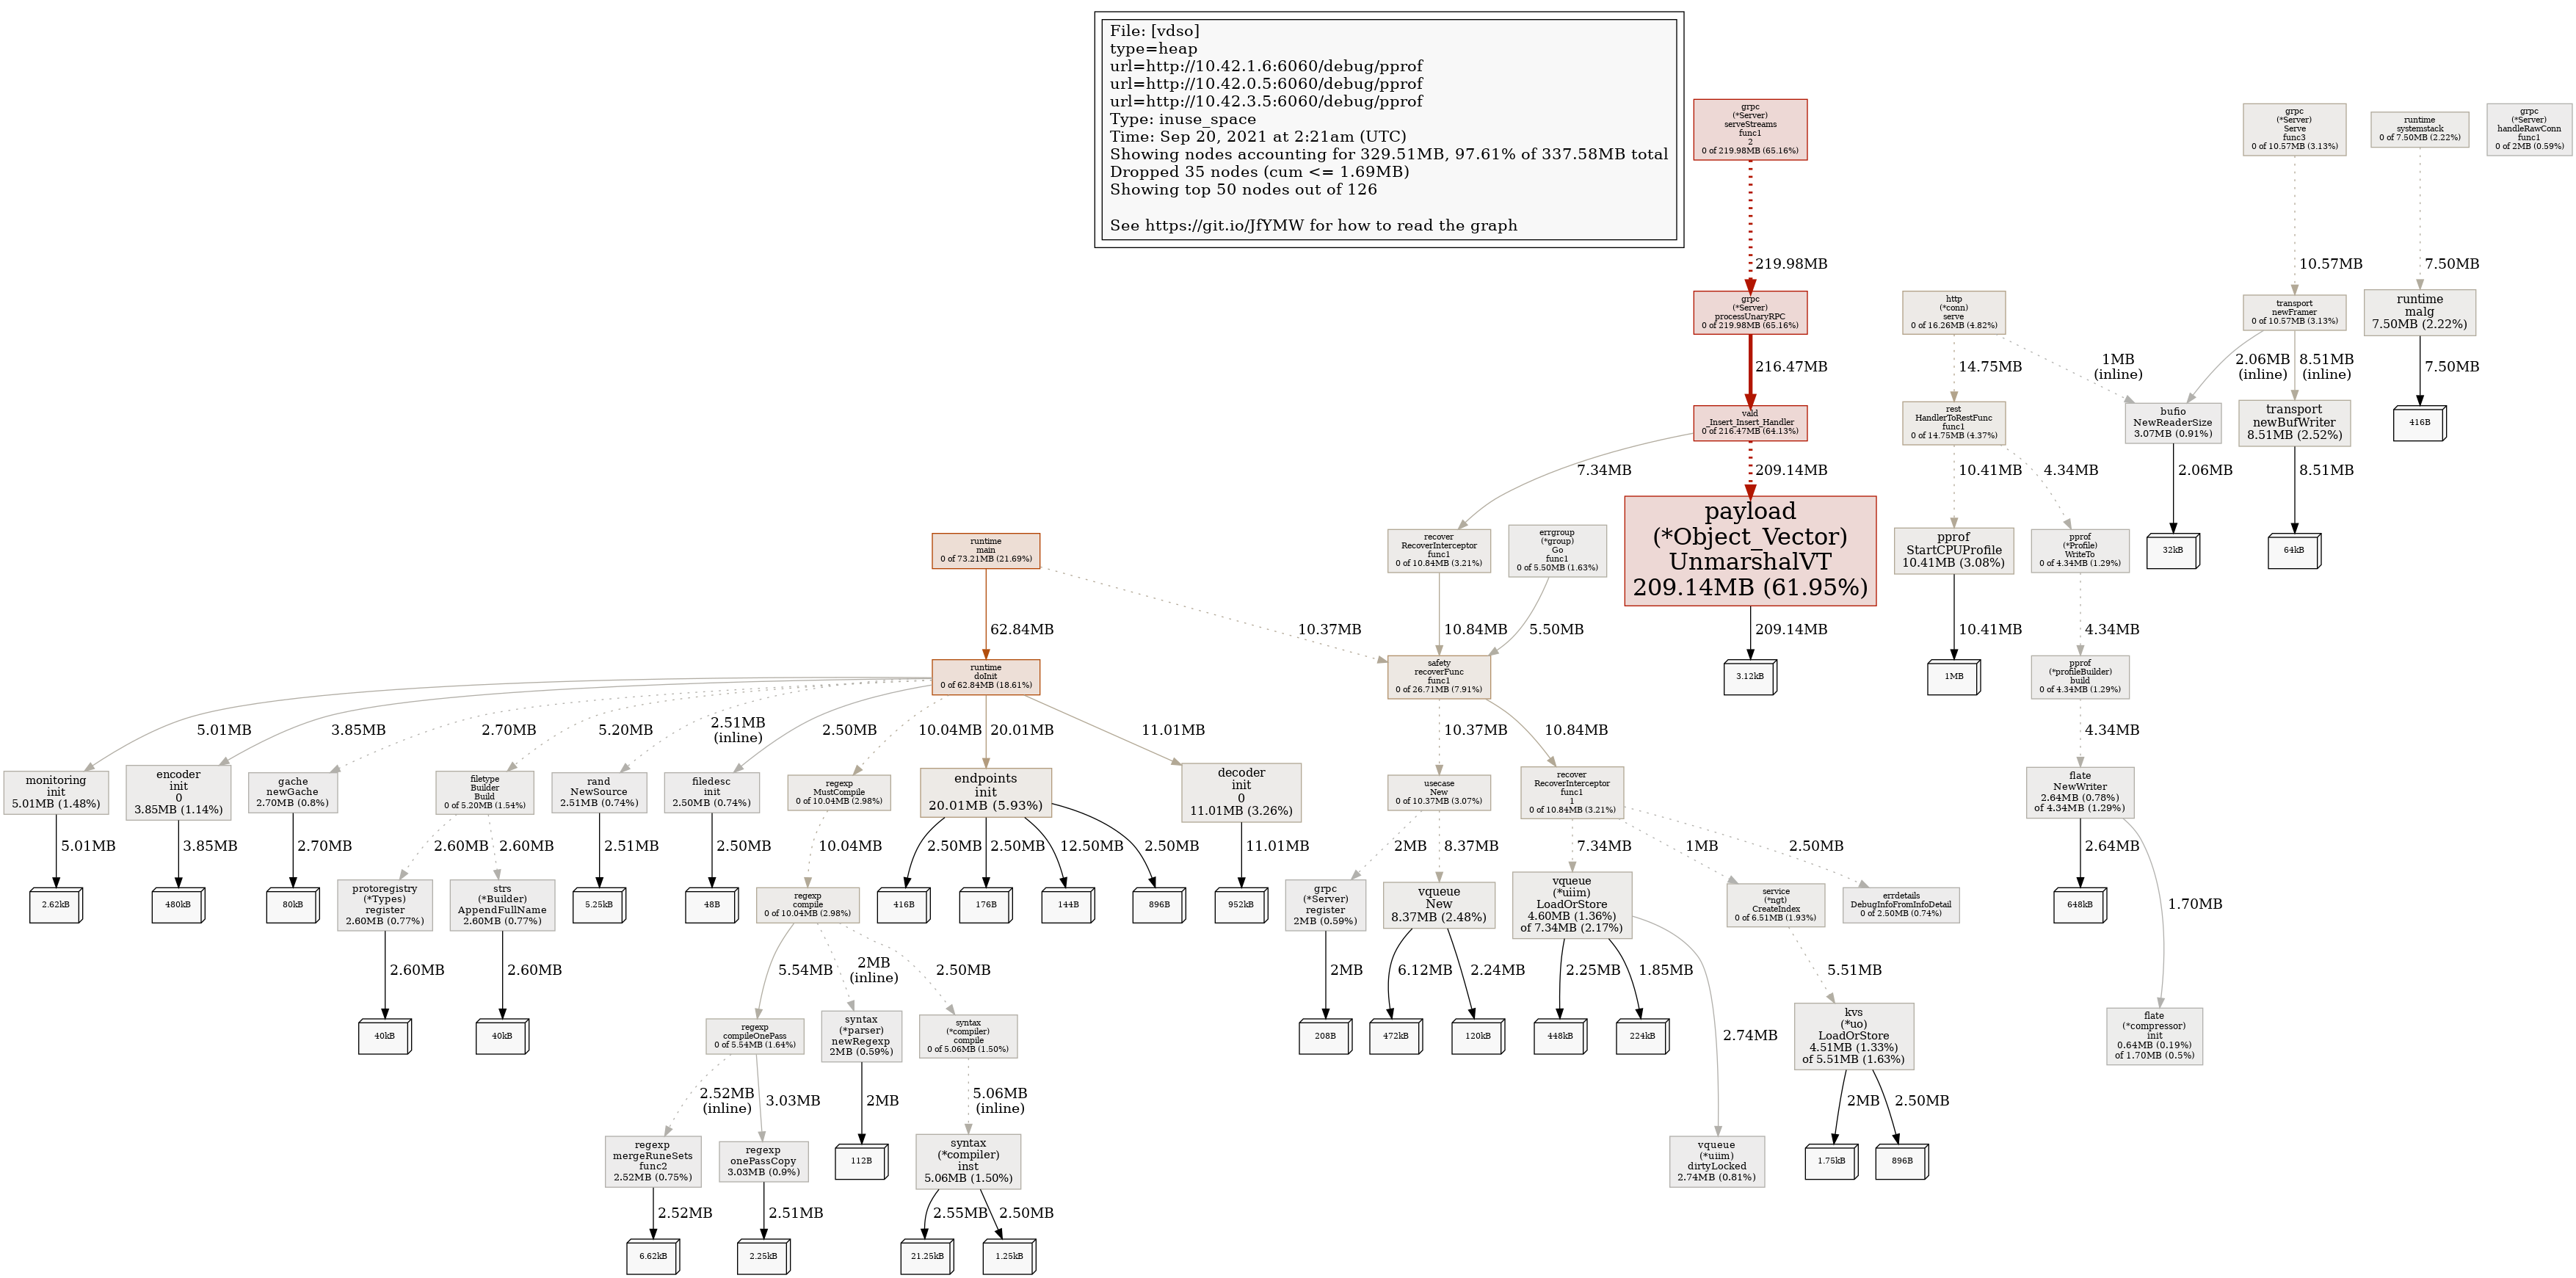 File: [vdso]
type=heap
url=http://10.42.1.6:6060/debug/pprof
url=http://10.42.0.5:6060/debug/pprof
url=http://10.42.3.5:6060/debug/pprof
Type: inuse_space
Time: Sep 20, 2021 at 2:21am (UTC)
Showing nodes accounting for 329.51MB, 97.61% of 337.58MB total
Dropped 35 nodes (cum <= 1.69MB)
Showing top 50 nodes out of 126
See https://git.io/JfYMW for how to read the graph
grpc
(*Server)
serveStreams
func1
2
0 of 219.98MB (65.16%)
grpc
(*Server)
Serve
func3
0 of 10.57MB (3.13%)
runtime
systemstack
0 of 7.50MB (2.22%)
grpc
(*Server)
handleRawConn
func1
0 of 2MB (0.59%)
219.98MB
10.57MB
7.50MB
grpc
(*Server)
processUnaryRPC
0 of 219.98MB (65.16%)
http
(*conn)
serve
0 of 16.26MB (4.82%)
transport
newFramer
0 of 10.57MB (3.13%)
runtime
malg
7.50MB (2.22%)
216.47MB
14.75MB
1MB
(inline)
2.06MB
(inline)
8.51MB
(inline)
7.50MB
vald
_Insert_Insert_Handler
0 of 216.47MB (64.13%)
rest
HandlerToRestFunc
func1
0 of 14.75MB (4.37%)
bufio
NewReaderSize
3.07MB (0.91%)
transport
newBufWriter
8.51MB (2.52%)
416B
7.34MB
209.14MB
10.41MB
4.34MB
2.06MB
8.51MB
runtime
main
0 of 73.21MB (21.69%)
recover
RecoverInterceptor
func1
0 of 10.84MB (3.21%)
errgroup
(*group)
Go
func1
0 of 5.50MB (1.63%)
payload
(*Object_Vector)
UnmarshalVT
209.14MB (61.95%)
pprof
StartCPUProfile
10.41MB (3.08%)
pprof
(*Profile)
WriteTo
0 of 4.34MB (1.29%)
32kB
64kB
62.84MB
10.37MB
10.84MB
5.50MB
209.14MB
10.41MB
4.34MB
runtime
doInit
0 of 62.84MB (18.61%)
safety
recoverFunc
func1
0 of 26.71MB (7.91%)
3.12kB
1MB
pprof
(*profileBuilder)
build
0 of 4.34MB (1.29%)
5.01MB
3.85MB
2.70MB
5.20MB
2.51MB
(inline)
2.50MB
10.04MB
20.01MB
11.01MB
10.37MB
10.84MB
4.34MB
monitoring
init
5.01MB (1.48%)
encoder
init
0
3.85MB (1.14%)
gache
newGache
2.70MB (0.8%)
filetype
Builder
Build
0 of 5.20MB (1.54%)
rand
NewSource
2.51MB (0.74%)
filedesc
init
2.50MB (0.74%)
regexp
MustCompile
0 of 10.04MB (2.98%)
endpoints
init
20.01MB (5.93%)
decoder
init
0
11.01MB (3.26%)
usecase
New
0 of 10.37MB (3.07%)
recover
RecoverInterceptor
func1
1
0 of 10.84MB (3.21%)
flate
NewWriter
2.64MB (0.78%)
of 4.34MB (1.29%)
5.01MB
3.85MB
2.70MB
2.60MB
2.60MB
2.51MB
2.50MB
10.04MB
2.50MB
2.50MB
12.50MB
2.50MB
11.01MB
2MB
8.37MB
7.34MB
1MB
2.50MB
2.64MB
1.70MB
2.62kB
480kB
80kB
protoregistry
(*Types)
register
2.60MB (0.77%)
strs
(*Builder)
AppendFullName
2.60MB (0.77%)
5.25kB
48B
regexp
compile
0 of 10.04MB (2.98%)
416B
176B
144B
896B
952kB
grpc
(*Server)
register
2MB (0.59%)
vqueue
New
8.37MB (2.48%)
vqueue
(*uiim)
LoadOrStore
4.60MB (1.36%)
of 7.34MB (2.17%)
service
(*ngt)
CreateIndex
0 of 6.51MB (1.93%)
errdetails
DebugInfoFromInfoDetail
0 of 2.50MB (0.74%)
648kB
2.60MB
2.60MB
5.54MB
2MB
(inline)
2.50MB
2MB
6.12MB
2.24MB
2.25MB
1.85MB
2.74MB
5.51MB
40kB
40kB
regexp
compileOnePass
0 of 5.54MB (1.64%)
syntax
(*parser)
newRegexp
2MB (0.59%)
syntax
(*compiler)
compile
0 of 5.06MB (1.50%)
208B
472kB
120kB
448kB
224kB
kvs
(*uo)
LoadOrStore
4.51MB (1.33%)
of 5.51MB (1.63%)
flate
(*compressor)
init
0.64MB (0.19%)
of 1.70MB (0.5%)
2.52MB
(inline)
3.03MB
2MB
5.06MB
(inline)
2MB
2.50MB
regexp
mergeRuneSets
func2
2.52MB (0.75%)
regexp
onePassCopy
3.03MB (0.9%)
112B
syntax
(*compiler)
inst
5.06MB (1.50%)
vqueue
(*uiim)
dirtyLocked
2.74MB (0.81%)
1.75kB
896B
2.52MB
2.51MB
2.55MB
2.50MB
6.62kB
2.25kB
21.25kB
1.25kB